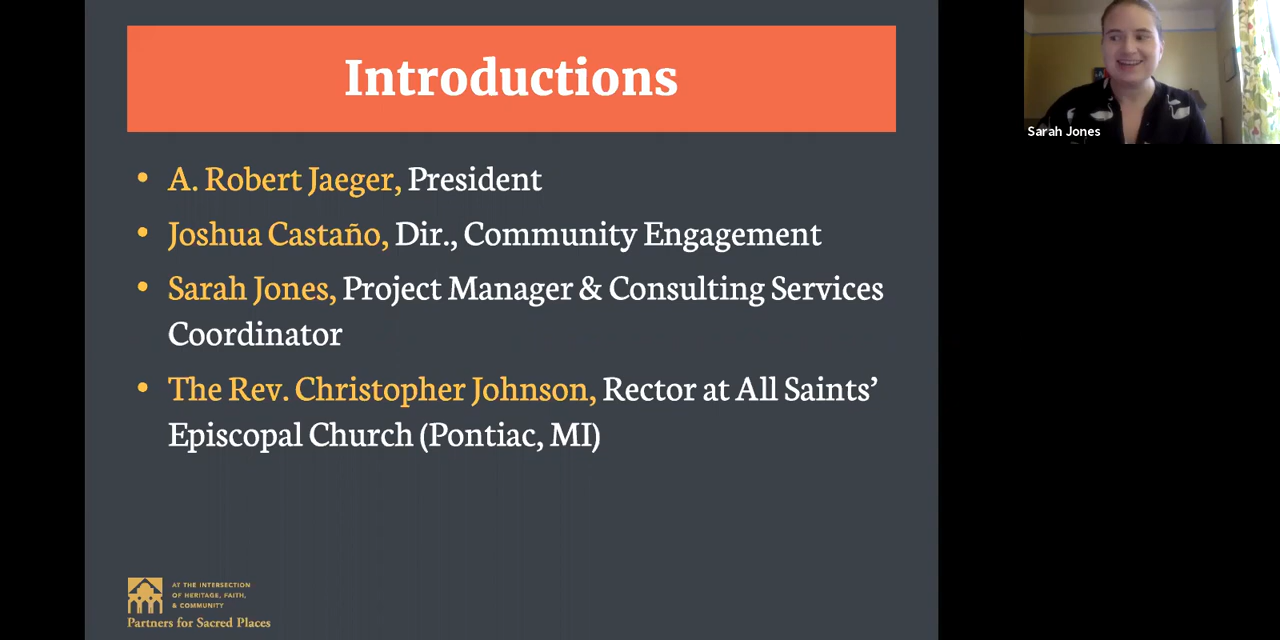 Introductions
• A. Robert Jaeger, President
• Joshua Castaño, Dir., Community Engagement
• Sarah Jones, Project Manager & Consulting Services
Coordinator
• The Rev. Christopher Johnson, Rector at All Saints’
Episcopal Church (Pontiac, MI)
AT THE INTERSECTION
OF HERITAGE, FAITH,
& COMMUNITY
Partners for Sacred Places
Sarah Jones